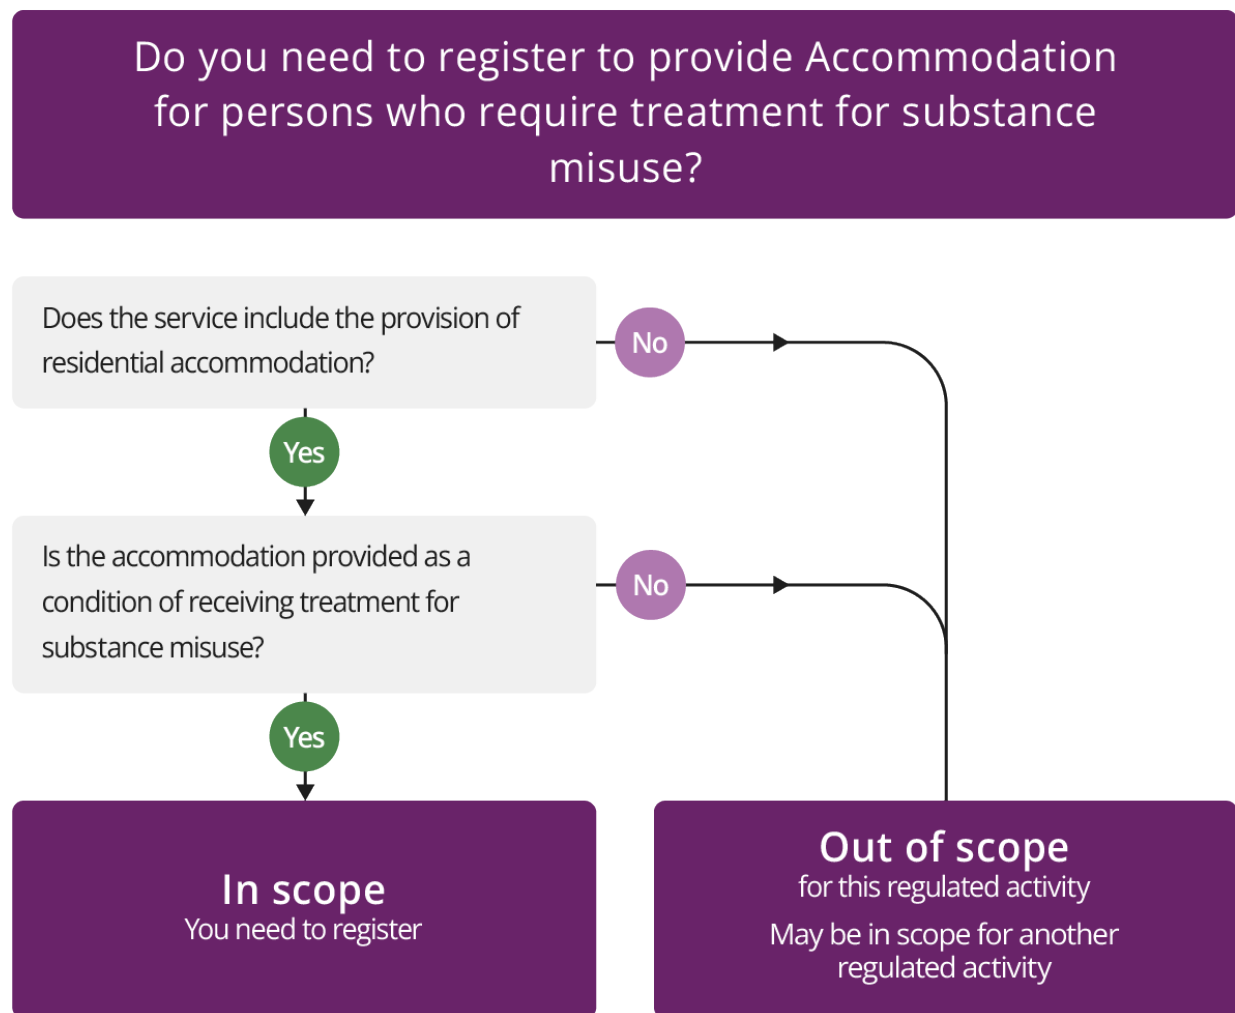 Do you need to register to provide Accommodation
for persons who require treatment for substance
misuse?
Does the service include the provision of
residential accommodation?
No
Yes
Is the accommodation provided as a
condition of receiving treatment for
substance misuse?
No
Yes
In scope
You need to register
Out of scope
for this regulated activity
May be in scope for another
regulated activity